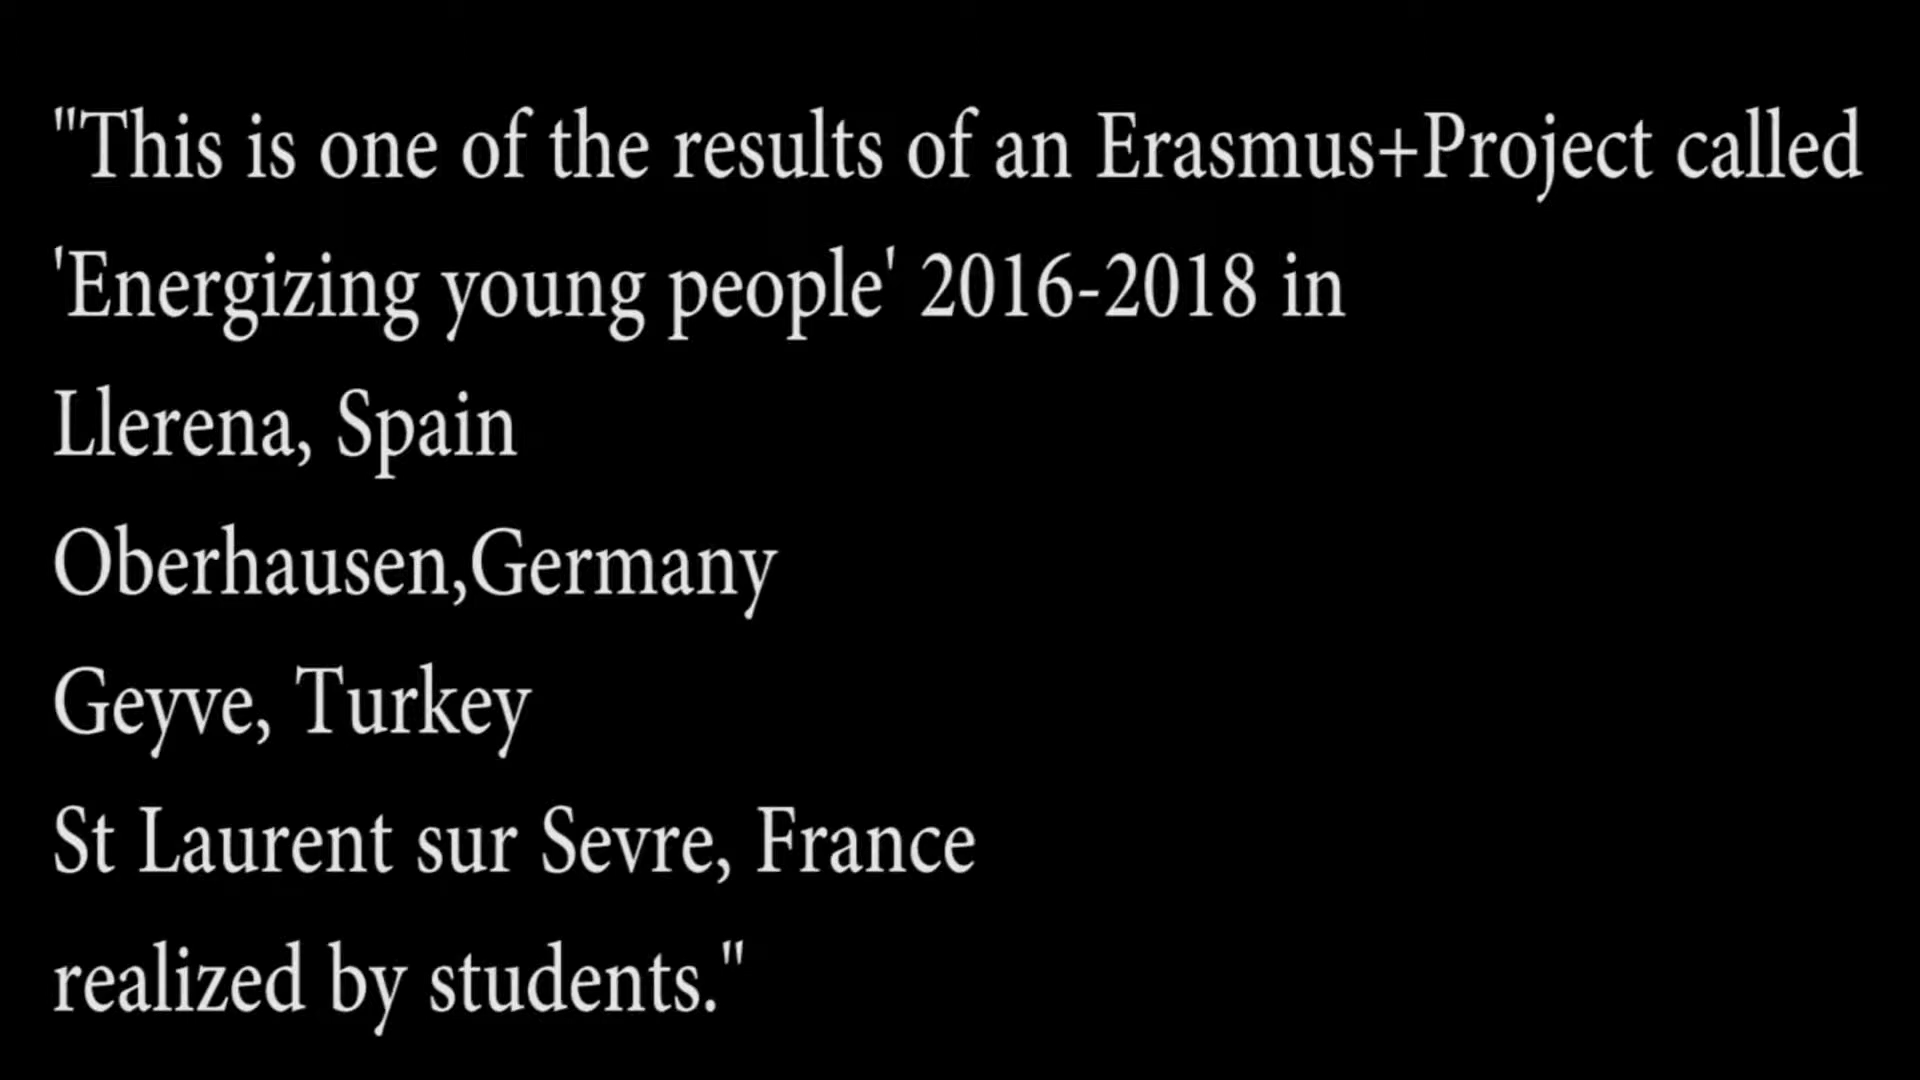 "This is one of the results of an Erasmus+Project called
'Energizing young people' 2016-2018 in
Llerena, Spain
Oberhausen,Germany
Geyve, Turkey
St Laurent sur Sevre, France
realized by students."